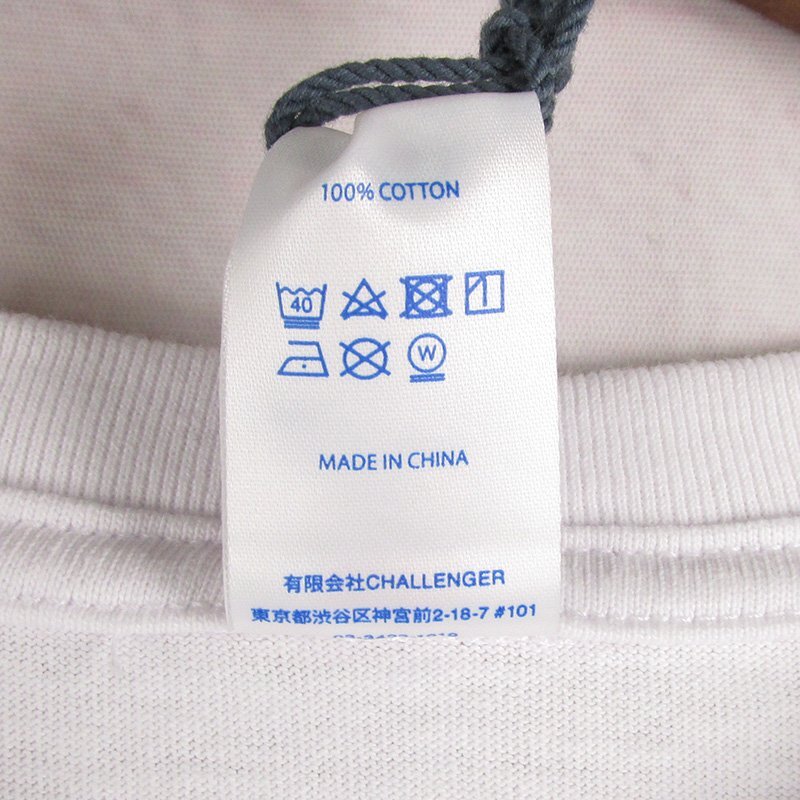 100% COTTON
40
W
MADE IN CHINA
有限会社CHALLENGER
東京都渋谷区神宮前2-18-7 #101